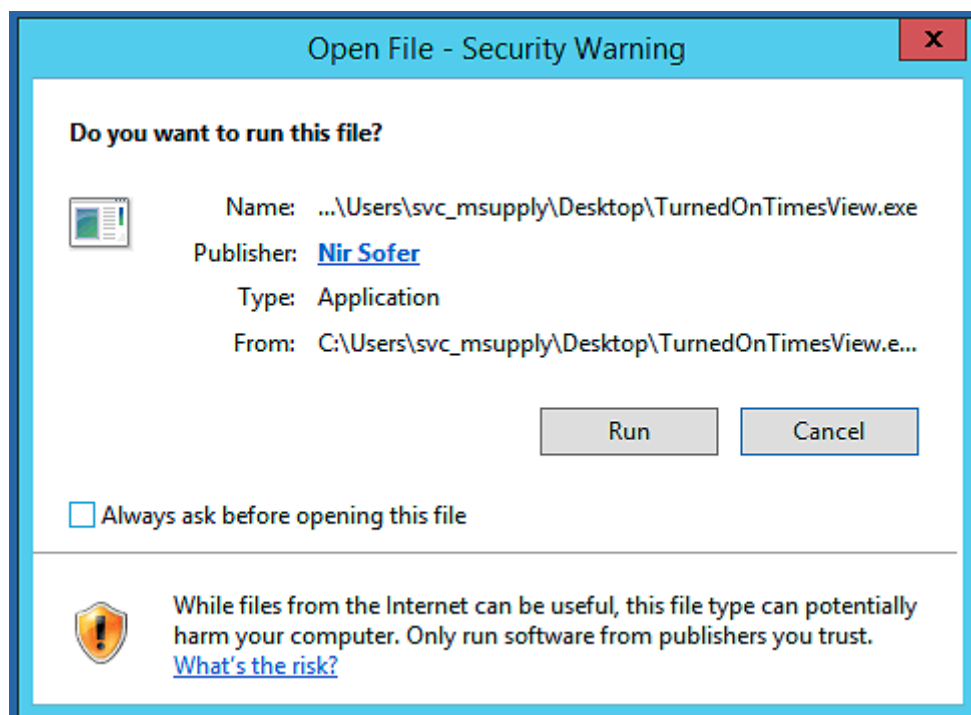 Open File - Security Warning
x
Do you want to run this file?
Name: ...\Users\svc_msupply\Desktop\TurnedOnTimesView.exe
Publisher: Nir Sofer
Type: Application
From: C:\Users\svc_msupply\Desktop\TurnedOnTimesView.e...
Run Cancel
Always ask before opening this file
While files from the Internet can be useful, this file type can potentially
harm your computer. Only run software from publishers you trust.
What's the risk?